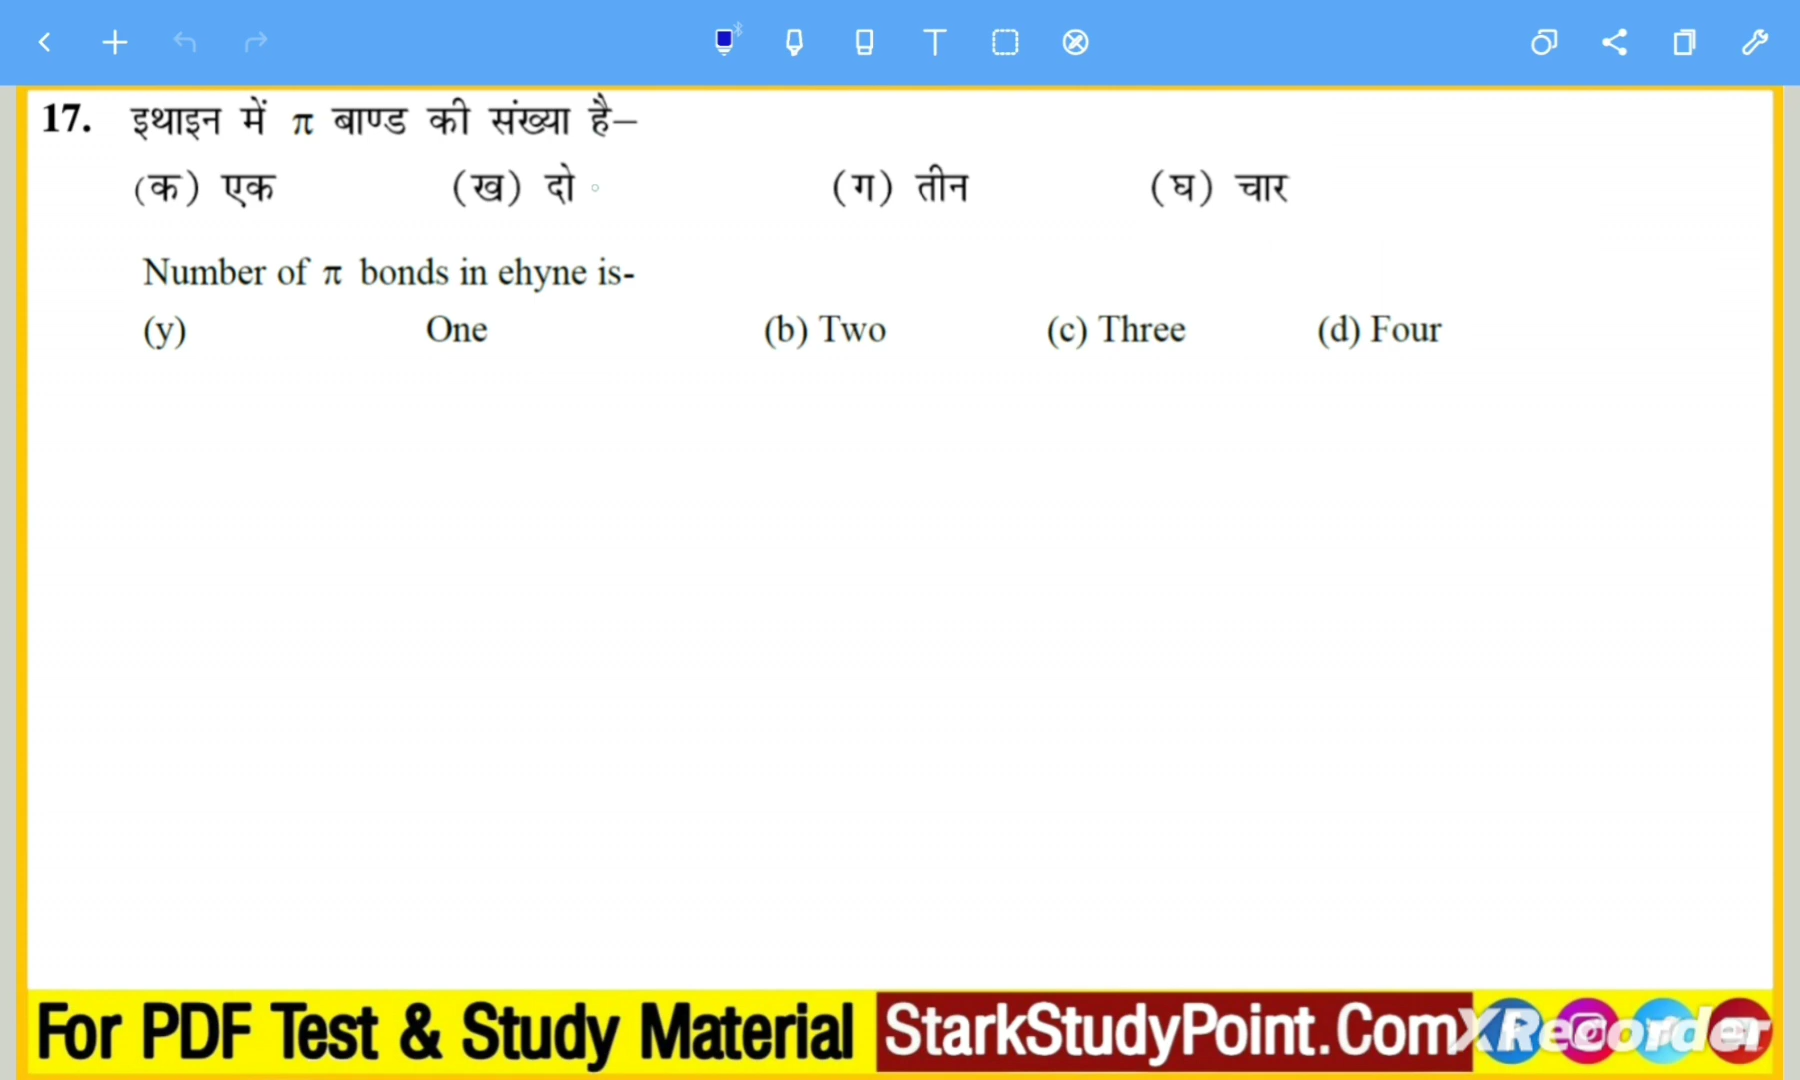 17. इथाइन में π बाण्ड की संख्या है–
(क) एक (ख) दो (ग) तीन (घ) चार
Number of π bonds in ehyne is-
(y) One (b) Two (c) Three (d) Four
For PDF Test & Study Material StarkStudyPoint.Com XRecorder